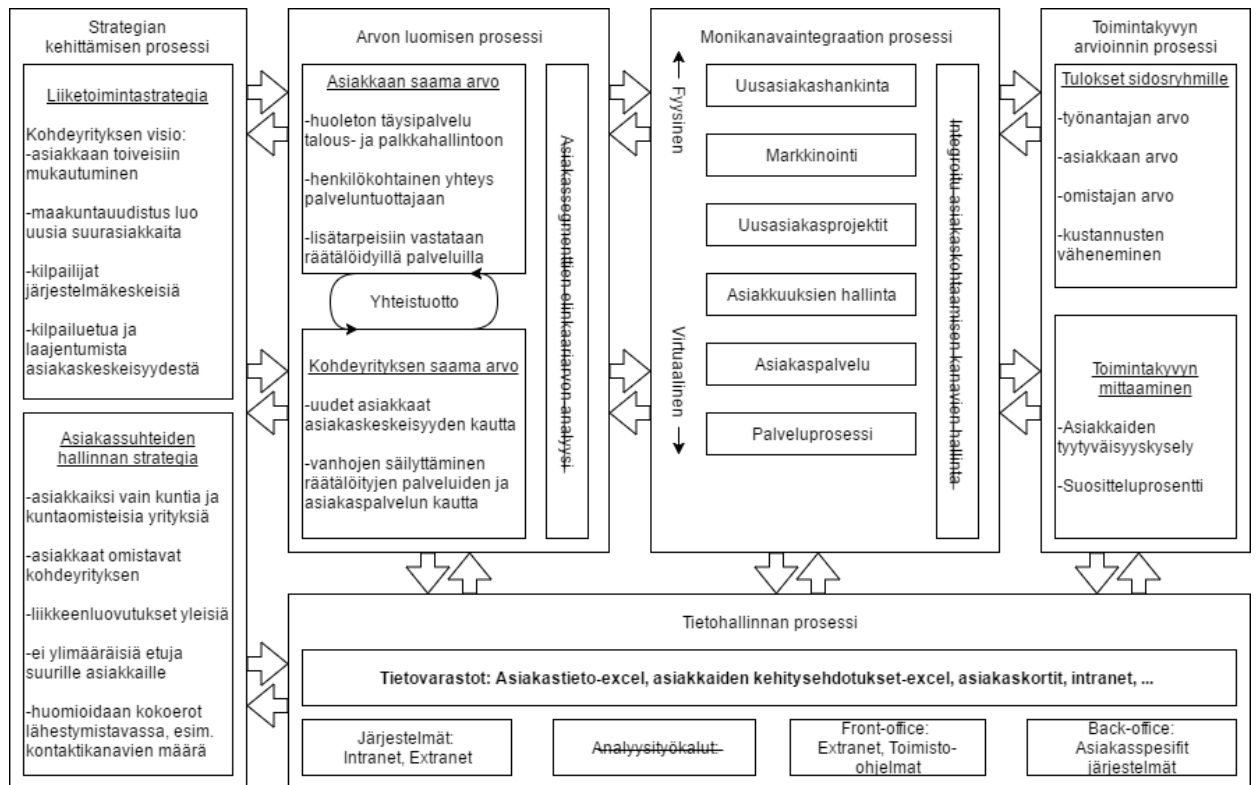 Strategian
kehittämisen prosessi
Liiketoimintastrategia
Kohdeyrityksen visio:
-asiakkaan toiveisiin
mukautuminen
-maakuntauudistus luo
uusia suurasiakkaita
-kilpailijat
järjestelmäkeskeisiä
-kilpailuetua ja
laajentumista
asiakaskeskeisyydestä
Asiakassuhteiden
hallinnan strategia
-asiakkaiksi vain kuntia ja
kuntaomisteisia yrityksiä
-asiakkaat omistavat
kohdeyrityksen
-liikkeenluovutukset yleisiä
-ei ylimääräisiä etuja
suurille asiakkaille
-huomioidaan kokoerot
lähestymistavassa, esim.
kontaktikanavien määrä
Arvon luomisen prosessi
Asiakkaan saama arvo
-huoleton täysipalvelu
talous- ja palkkahallintoon
-henkilökohtainen yhteys
palveluntuottajaan
-lisätarpeisiin vastataan
räätälöidyillä palveluilla
Yhteistuotto
Kohdeyrityksen saama arvo
-uudet asiakkaat
asiakaskeskeisyyden kautta
-vanhojen säilyttäminen
räätälöityjen palveluiden ja
asiakaspalvelun kautta
Asiakassegmenttien elinkaariarvon analyysi
Monikanavaintegraation prosessi
Fyysinen
Virtuaalinen
Uusasiakashankinta
Markkinointi
Uusasiakasprojektit
Asiakkuuksien hallinta
Asiakaspalvelu
Palveluprosessi
Integroitu asiakaskohtaamisen kanavien hallinta
Toimintakyvyn
arvioinnin prosessi
Tulokset sidosryhmille
-työnantajan arvo
-asiakkaan arvo
-omistajan arvo
-kustannusten
väheneminen
Toimintakyvyn
mittaaminen
-Asiakkaiden
tyytyväisyyskysely
-Suositteluprosentti
Tietohallinnan prosessi
Tietovarastot: Asiakastieto-excel, asiakkaiden kehitysehdotukset-excel, asiakaskortit, intranet, ...
Järjestelmät:
Intranet, Extranet
Analyysityökalut:
Front-office:
Extranet, Toimisto-
ohjelmat
Back-office:
Asiakasspesifit
järjestelmät